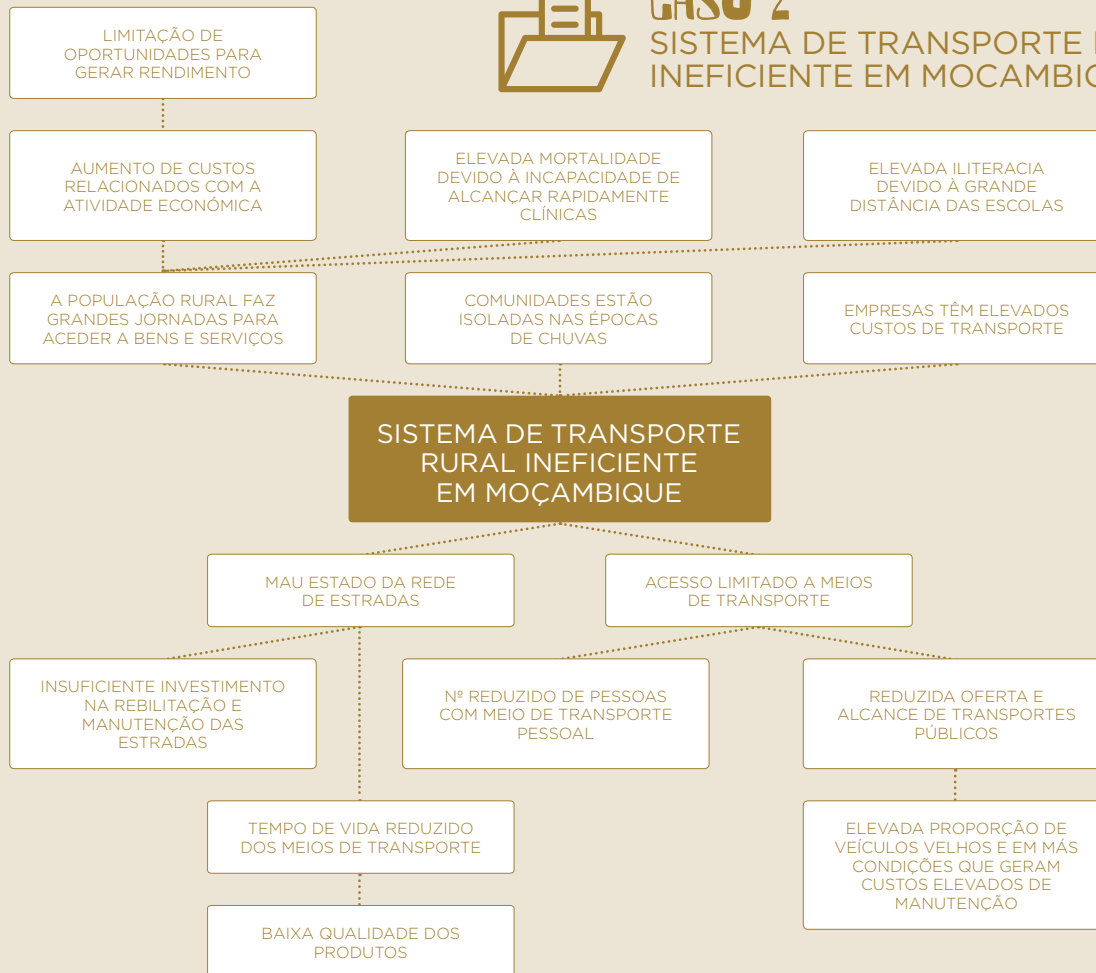 CASO 2
SISTEMA DE TRANSPORTE
INEFICIENTE EM
LIMITAÇÃO DE
OPORTUNIDADES PARA
GERAR RENDIMENTO
AUMENTO DE CUSTOS
RELACIONADOS COM A
ATIVIDADE ECONÓMICA
ELEVADA MORTALIDADE
DEVIDO À INCAPACIDADE DE
ALCANÇAR RAPIDAMENTE
CLÍNICAS
ELEVADA ILITERACIA
DEVIDO À GRANDE
DISTÂNCIA DAS ESCOLAS
A POPULAÇÃO RURAL FAZ
GRANDES JORNADAS PARA
ACEDER A BENS E SERVIÇOS
COMUNIDADES ESTÃO
ISOLADAS NAS ÉPOCAS
DE CHUVAS
EMPRESAS TÊM ELEVADOS
CUSTOS DE TRANSPORTE
SISTEMA DE TRANSPORTE
RURAL INEFICIENTE
EM MOÇAMBIQUE
MAU ESTADO DA REDE
DE ESTRADAS
ACESSO LIMITADO A MEIOS
DE TRANSPORTE
INSUFICIENTE INVESTIMENTO
NA REBILITAÇÃO E
MANUTENÇÃO DAS
ESTRADAS
Nº REDUZIDO DE PESSOAS
COM MEIO DE TRANSPORTE
PESSOAL
REDUZIDA OFERTA E
ALCANCE DE TRANSPORTES
PÚBLICOS
TEMPO DE VIDA REDUZIDO
DOS MEIOS DE TRANSPORTE
ELEVADA PROPORÇÃO DE
VEÍCULOS VELHOS E EM MÁS
CONDIÇÕES QUE GERAM
CUSTOS ELEVADOS DE
MANUTENÇÃO
BAIXA QUALIDADE DOS
PRODUTOS